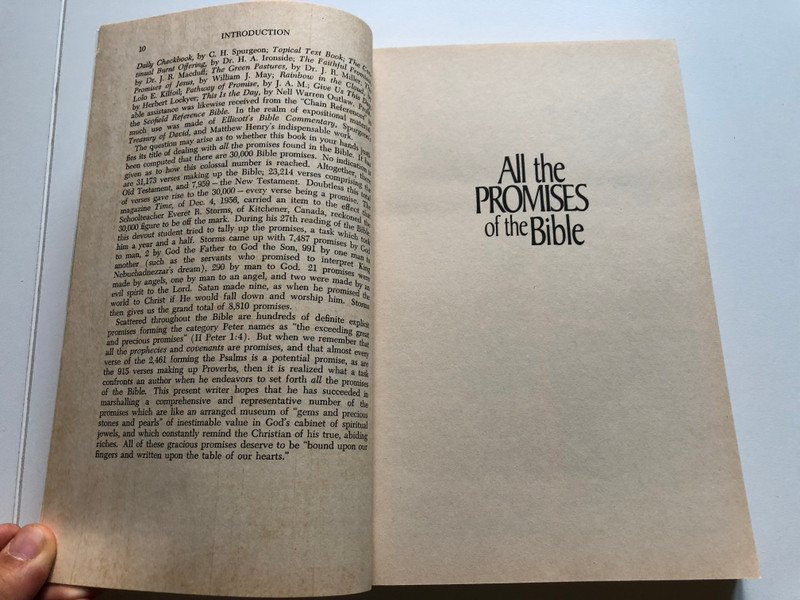 10
INTRODUCTION
Daily Checkbook, by C. H. Spurgeon; Topical Text Book; The Con-
tinual Burnt Offering, by Dr. H. A. Ironside; The Faithful
by Dr. J. R. Macduff; The Green Pastures, by Dr. J. R. Miller,
Promises of Jesus, by William J. May; Rainbow in the Cloud
Lolo E. Kilfoil; Pathway of Promise, by J. A. M.; Give Us This Day
by Herbert Lockyer; This Is the Day, by Nell Warren Outlaw.
able assistance was likewise received from the "Chain References"
the Scofield Reference Bible. In the realm of expositional material
much use was made of Ellicott's Bible Commentary, Spurgeon's
Treasury of David, and Matthew Henry's indispensable work.
The question may arise as to whether this book in your hands
fies its title of dealing with all the promises found in the Bible. It
been computed that there are 30,000 Bible promises. No indication is
given as to how this colossal number is reached. Altogether, there
are 31,173 verses making up the Bible; 23,214 verses comprising the
Old Testament, and 7,959 – the New Testament. Doubtless this total
of verses gave rise to the 30,000 – every verse being a promise. The
magazine Time, of Dec. 4, 1956, carried an item to the effect that
Schoolteacher Everet R. Storms, of Kitchener, Canada, reckoned the
30,000 figure to be off the mark. During his 27th reading of the Bible
this devout student tried to tally up the promises, a task which took
him a year and a half. Storms came up with 7,487 promises by God
to man, 2 by God the Father to God the Son, 991 by one man to
another (such as the servants who promised to interpret King
Nebuchadnezzar's dream), 290 by man to God. 21 promises were
made by angels, one by man to an angel, and two were made by an
evil spirit to the Lord. Satan made nine, as when he promised the
world to Christ if He would fall down and worship him. Storms
then gives us the grand total of 8,810 promises.
Scattered throughout the Bible are hundreds of definite explicit
promises forming the category Peter names as "the exceeding great
and precious promises" (II Peter 1:4). But when we remember that
all the prophecies and covenants are promises, and that almost every
verse of the 2,461 forming the Psalms is a potential promise, as are
the 915 verses making up Proverbs, then it is realized what a task
confronts an author when he endeavors to set forth all the promises
of the Bible. This present writer hopes that he has succeeded in
marshalling a comprehensive and representative number of the
promises which are like an arranged museum of "gems and precious
stones and pearls" of inestimable value in God's cabinet of spiritual
jewels, and which constantly remind the Christian of his true, abiding
riches. All of these gracious promises deserve to be "bound upon our
fingers and written upon the table of our hearts."
All the
PROMISES
of the Bible